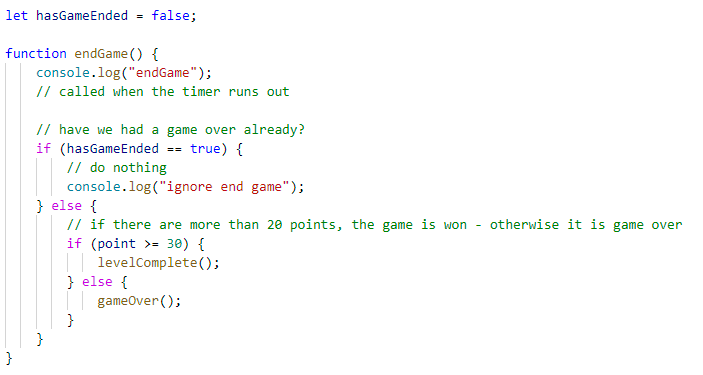 let hasGameEnded = false;

function endGame() {
    console.log("endGame");
    // called when the timer runs out

    // have we had a game over already?
    if (hasGameEnded == true) {
        // do nothing
        console.log("ignore end game");
    } else {
        // if there are more than 20 points, the game is won - otherwise it is game over
        if (point >= 30) {
            levelComplete();
        } else {
            gameOver();
        }
    }
}